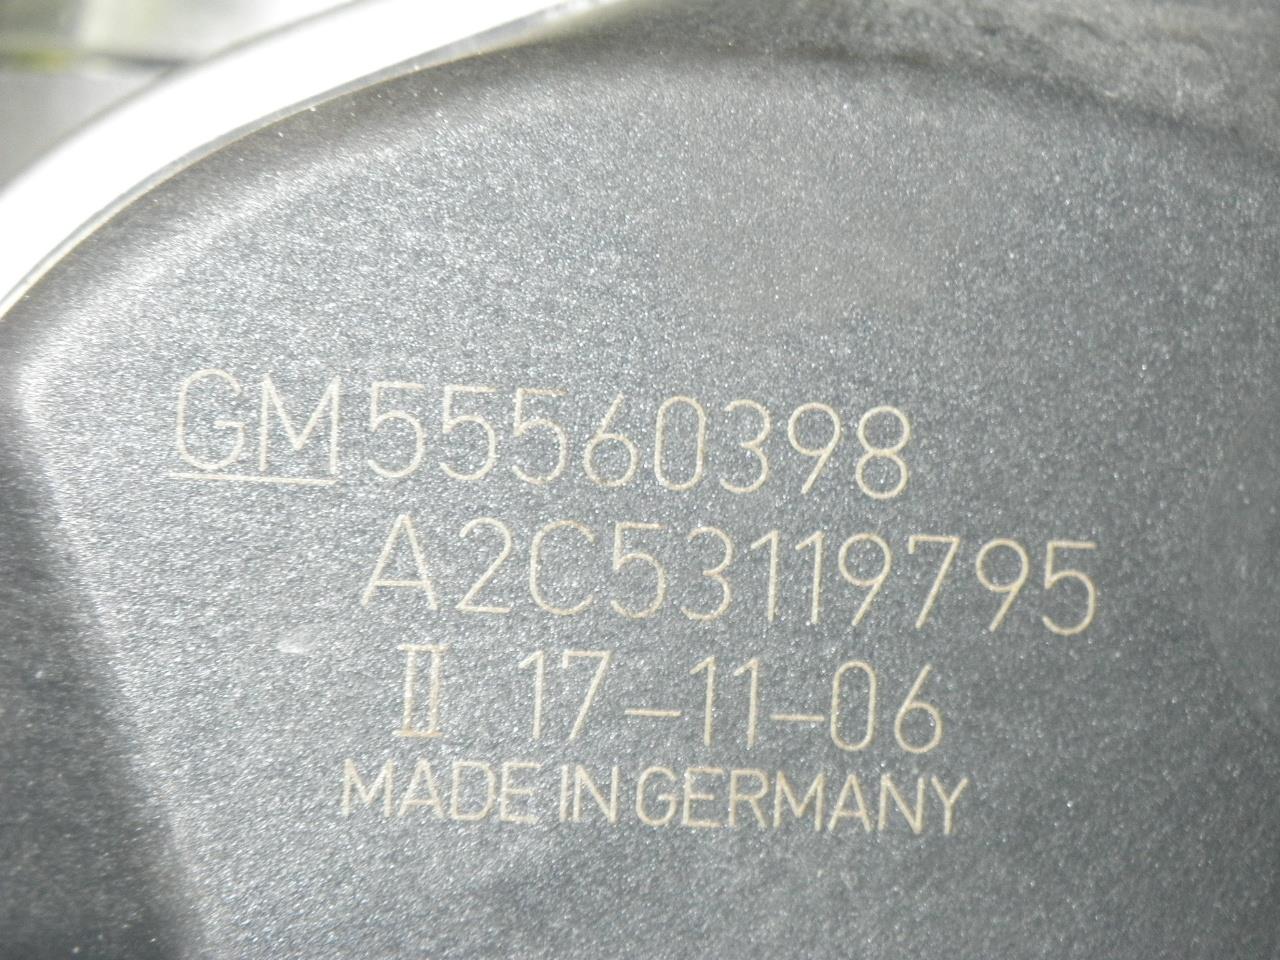 GM55560398
A2C53119795
II 17-11-06
MADE IN GERMANY